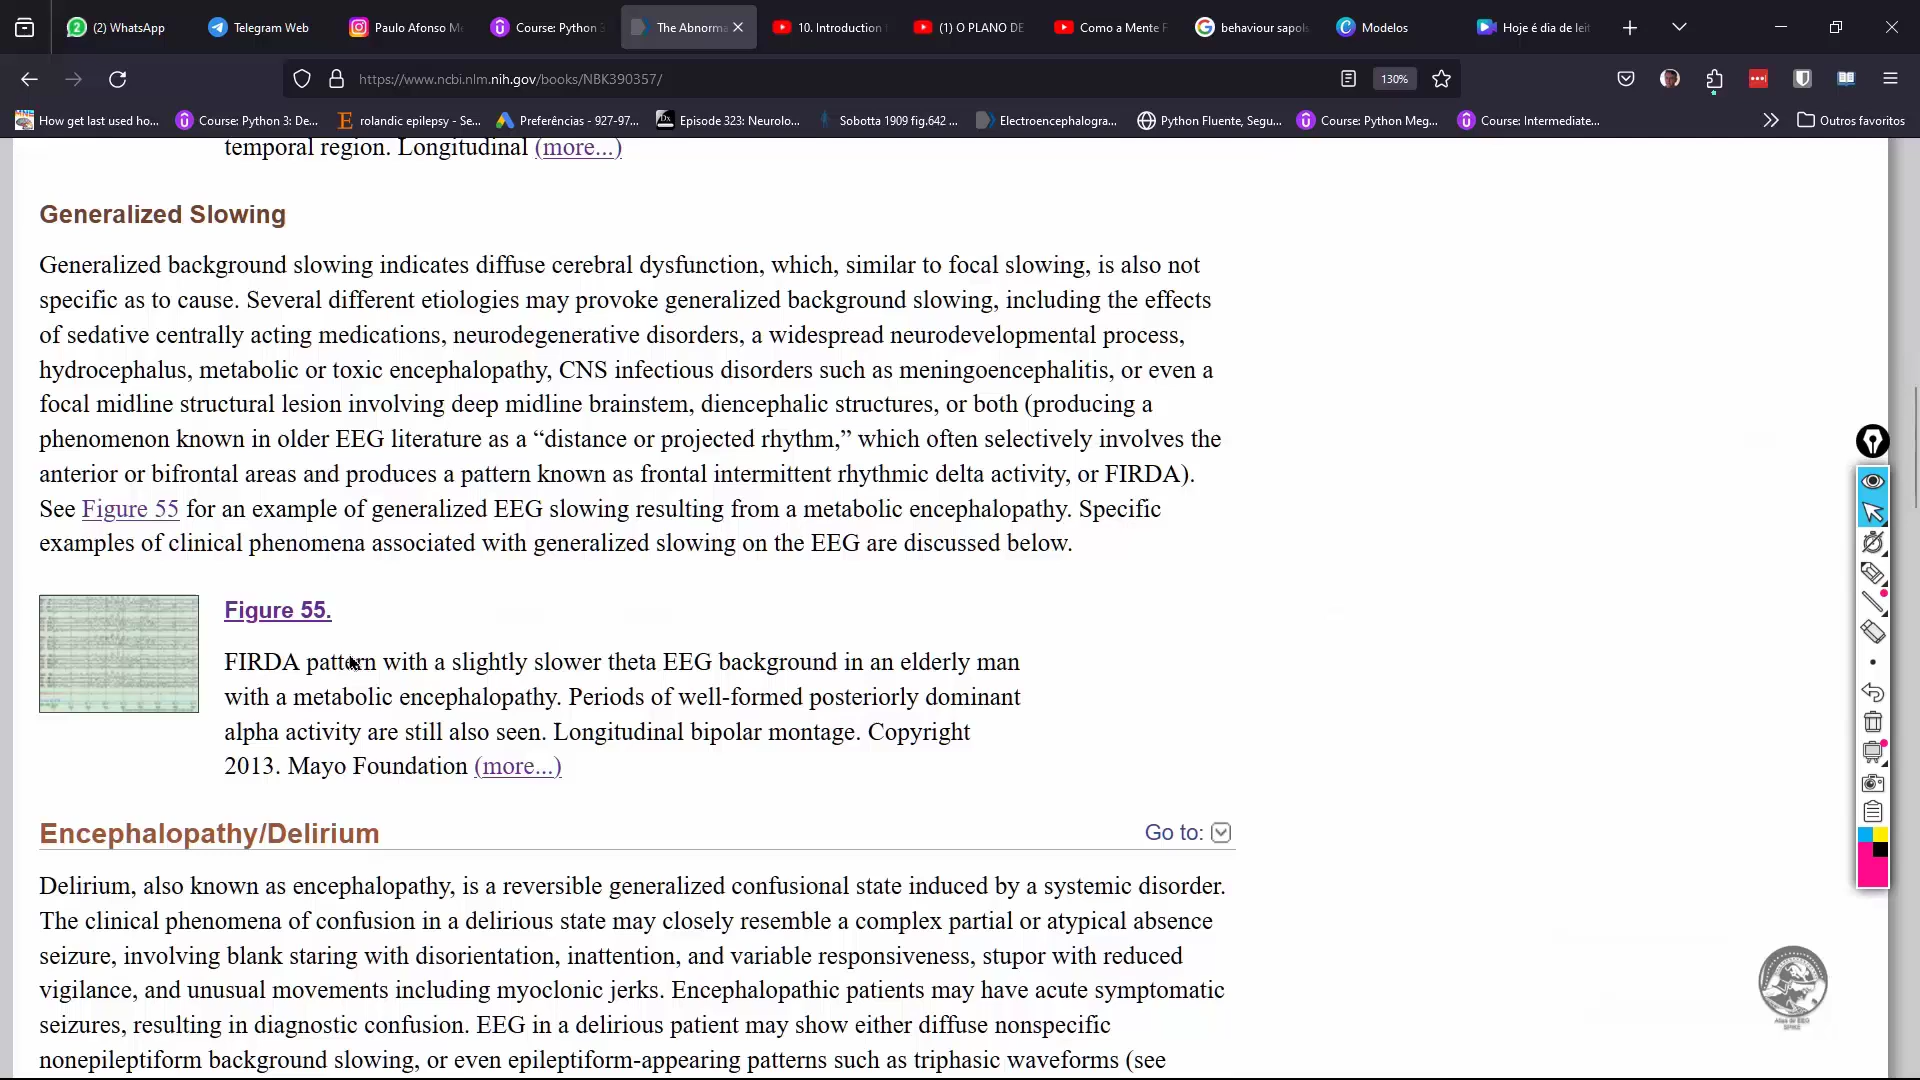 (2) WhatsApp
Telegram Web
Paulo Afonso Me
Course: Python 3
The Abnorma
10. Introduction
(1) O PLANO DE
Como a Mente F
behaviour sapols
Modelos
Hoje é dia de leit
https://www.ncbi.nlm.nih.gov/books/NBK390357/
130%
How get last used ho...
Course: Python 3: De...
rolandic epilepsy - Se...
Preferências - 927-97...
Episode 323: Neurolo...
Sobotta 1909 fig.642 ...
Electroencephalogra...
Python Fluente, Segu...
Course: Python Meg...
Course: Intermediate...
Outros favoritos
temporal region. Longitudinal (more...)
Generalized Slowing
Generalized background slowing indicates diffuse cerebral dysfunction, which, similar to focal slowing, is also not
specific as to cause. Several different etiologies may provoke generalized background slowing, including the effects
of sedative centrally acting medications, neurodegenerative disorders, a widespread neurodevelopmental process,
hydrocephalus, metabolic or toxic encephalopathy, CNS infectious disorders such as meningoencephalitis, or even a
focal midline structural lesion involving deep midline brainstem, diencephalic structures, or both (producing a
phenomenon known in older EEG literature as a “distance or projected rhythm,” which often selectively involves the
anterior or bifrontal areas and produces a pattern known as frontal intermittent rhythmic delta activity, or FIRDA).
See Figure 55 for an example of generalized EEG slowing resulting from a metabolic encephalopathy. Specific
examples of clinical phenomena associated with generalized slowing on the EEG are discussed below.
Figure 55.
FIRDA pattern with a slightly slower theta EEG background in an elderly man
with a metabolic encephalopathy. Periods of well-formed posteriorly dominant
alpha activity are still also seen. Longitudinal bipolar montage. Copyright
2013. Mayo Foundation (more...)
Encephalopathy/Delirium
Go to:
Delirium, also known as encephalopathy, is a reversible generalized confusional state induced by a systemic disorder.
The clinical phenomena of confusion in a delirious state may closely resemble a complex partial or atypical absence
seizure, involving blank staring with disorientation, inattention, and variable responsiveness, stupor with reduced
vigilance, and unusual movements including myoclonic jerks. Encephalopathic patients may have acute symptomatic
seizures, resulting in diagnostic confusion. EEG in a delirious patient may show either diffuse nonspecific
nonepileptiform background slowing, or even epileptiform-appearing patterns such as triphasic waveforms (see